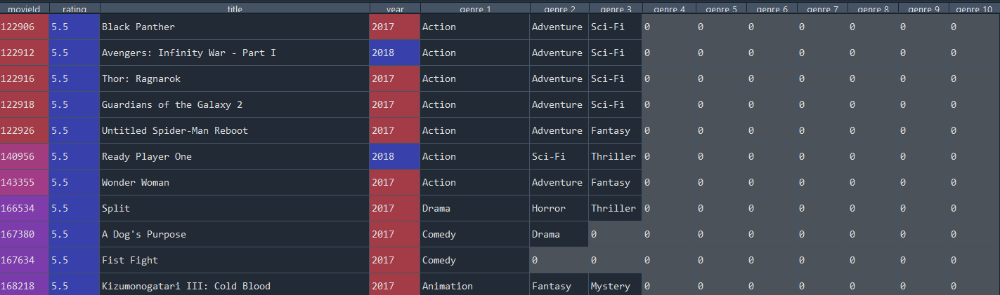 movieId rating title year genre 1 genre 2 genre 3 genre 4 genre 5 genre 6 genre 7 genre 8 genre 9 genre 10
122906 5.5 Black Panther 2017 Action Adventure Sci-Fi 0 0 0 0 0 0 0
122912 5.5 Avengers: Infinity War - Part I 2018 Action Adventure Sci-Fi 0 0 0 0 0 0 0
122916 5.5 Thor: Ragnarok 2017 Action Adventure Sci-Fi 0 0 0 0 0 0 0
122918 5.5 Guardians of the Galaxy 2 2017 Action Adventure Sci-Fi 0 0 0 0 0 0 0
122926 5.5 Untitled Spider-Man Reboot 2017 Action Adventure Fantasy 0 0 0 0 0 0 0
140956 5.5 Ready Player One 2018 Action Sci-Fi Thriller 0 0 0 0 0 0 0
143355 5.5 Wonder Woman 2017 Action Adventure Fantasy 0 0 0 0 0 0 0
166534 5.5 Split 2017 Drama Horror Thriller 0 0 0 0 0 0 0
167380 5.5 A Dog's Purpose 2017 Comedy Drama 0 0 0 0 0 0 0 0
167634 5.5 Fist Fight 2017 Comedy 0 0 0 0 0 0 0 0 0
168218 5.5 Kizumonogatari III: Cold Blood 2017 Animation Fantasy Mystery 0 0 0 0 0 0 0